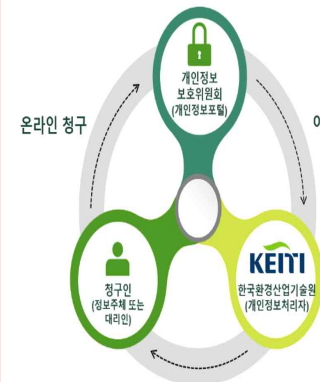 개인정보
보호위원회
(개인정보포털)
온라인 청구
KEITI
한국환경산업기술원
(개인정보처리자)
청구인
(정보주체 또는
대리인)